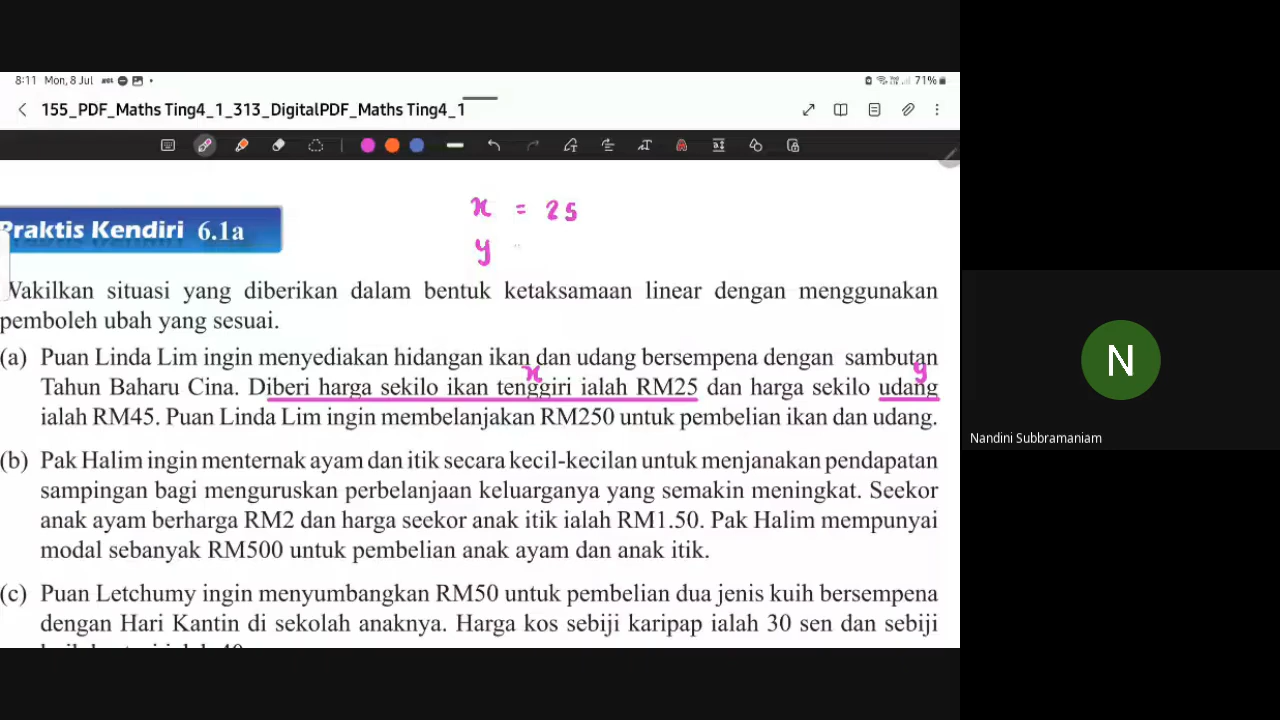 8:11 Mon, 8 Jul
71%
155_PDF_Maths Ting4_1_313_DigitalPDF_Maths Ting4_1
x = 25
Praktis Kendiri 6.1a
y
Wakilkan situasi yang diberikan dalam bentuk ketaksamaan linear dengan menggunakan
pemboleh ubah yang sesuai.
(a) Puan Linda Lim ingin menyediakan hidangan ikan dan udang bersempena dengan sambutan
x y
Tahun Baharu Cina. Diberi harga sekilo ikan tenggiri ialah RM25 dan harga sekilo udang
ialah RM45. Puan Linda Lim ingin membelanjakan RM250 untuk pembelian ikan dan udang.
(b) Pak Halim ingin menternak ayam dan itik secara kecil-kecilan untuk menjanakan pendapatan
sampingan bagi menguruskan perbelanjaan keluarganya yang semakin meningkat. Seekor
anak ayam berharga RM2 dan harga seekor anak itik ialah RM1.50. Pak Halim mempunyai
modal sebanyak RM500 untuk pembelian anak ayam dan anak itik.
(c) Puan Letchumy ingin menyumbangkan RM50 untuk pembelian dua jenis kuih bersempena
dengan Hari Kantin di sekolah anaknya. Harga kos sebiji karipap ialah 30 sen dan sebiji
N
Nandini Subbramaniam